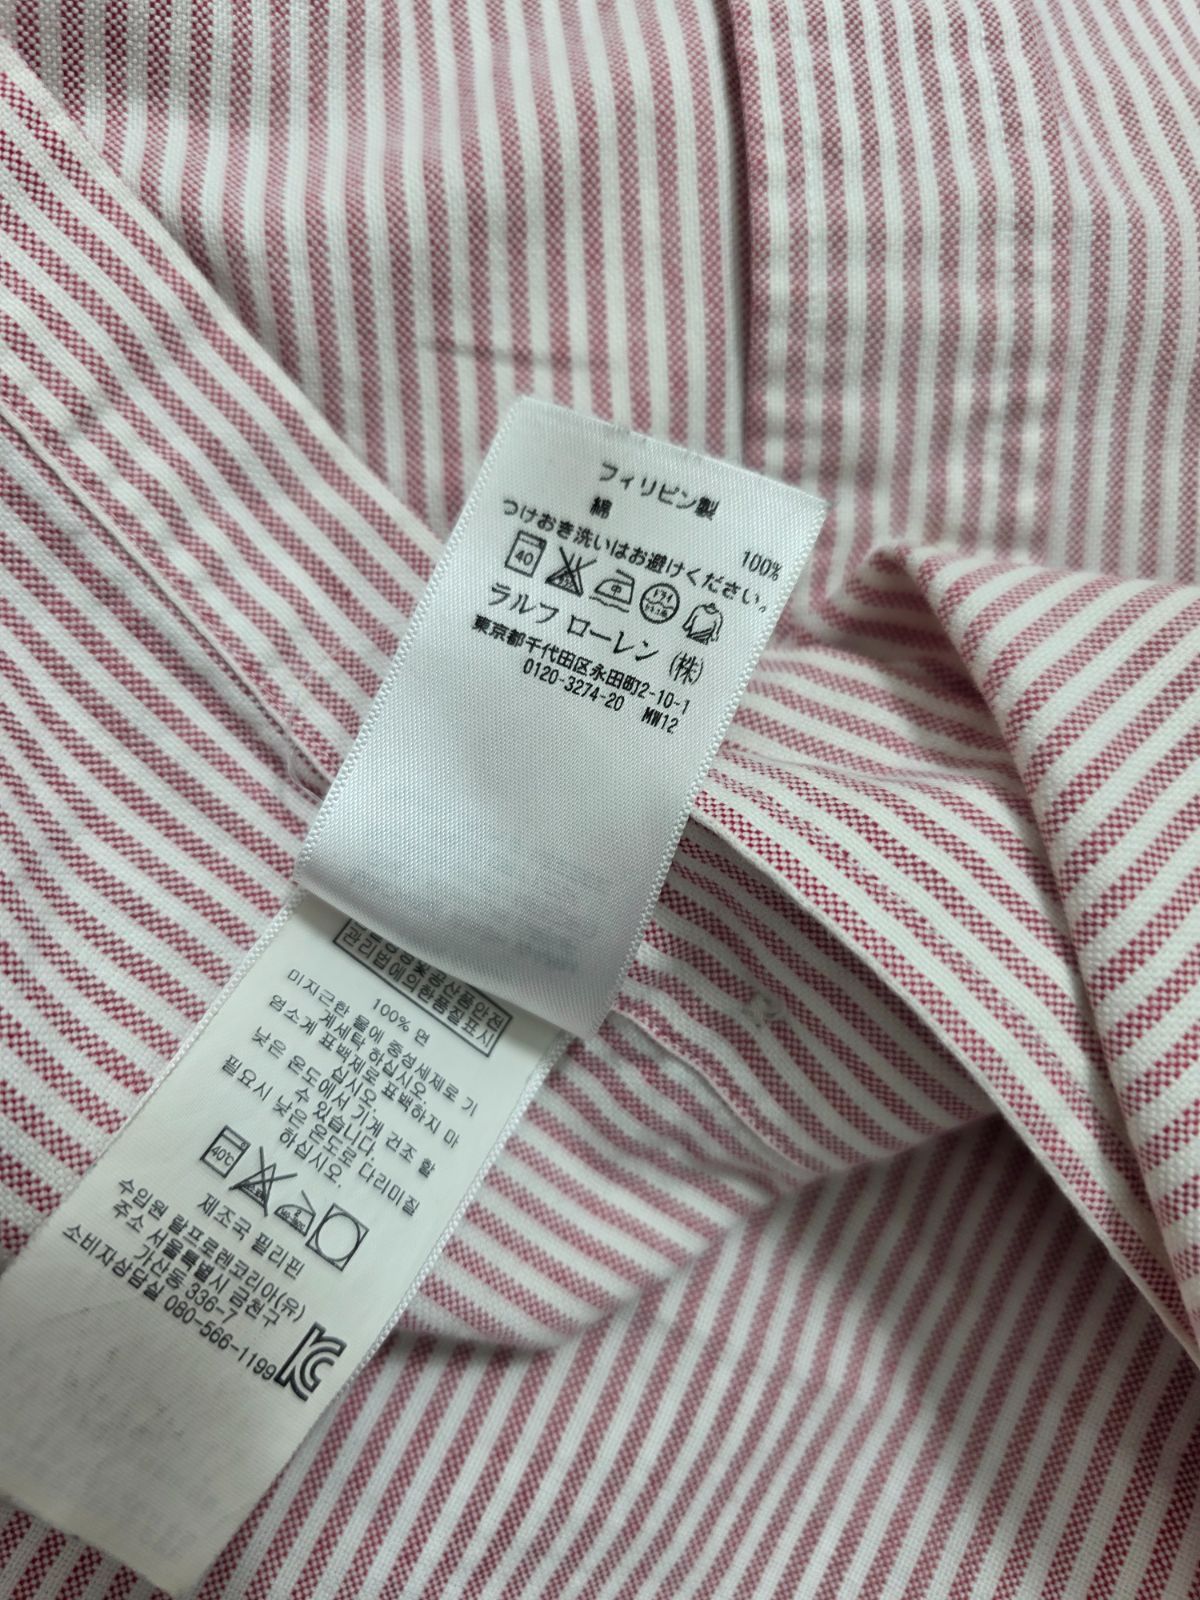 フィリピン製
綿 100%
つけおき洗いはお避けください。
40 中 ドライ
ラルフ ローレン (株)
東京都千代田区永田町2-10-1
0120-3274-20 MW12
관리법에의한품질표시
100% 면
미지근한 물에 중성세제로 기
계세탁 하십시오.
염소계 표백제로 표백하지 마
십시오.
낮은 온도에서 기계 건조 할
수 있습니다.
필요시 낮은 온도로 다리미질
하십시오.
40℃
제조국 필리핀
수입원 랄프로렌코리아(유)
주소 서울특별시 금천구
가산동 336-7
소비자상담실 080-566-1199